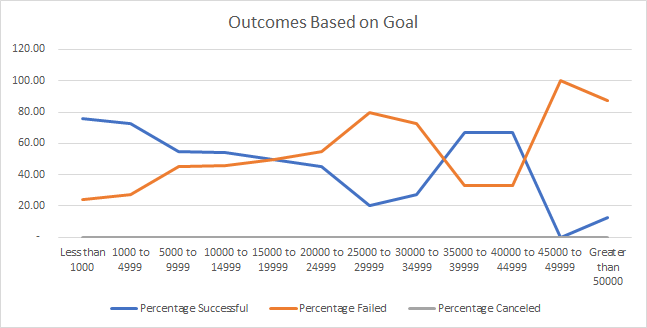 Outcomes Based on Goal
120.00
100.00
80.00
60.00
40.00
20.00
-
Less than 1000 to 5000 to 10000 to 15000 to 20000 to 25000 to 30000 to 35000 to 40000 to 45000 to Greater
1000 4999 9999 14999 19999 24999 29999 34999 39999 44999 49999 than
50000
Percentage Successful Percentage Failed Percentage Canceled